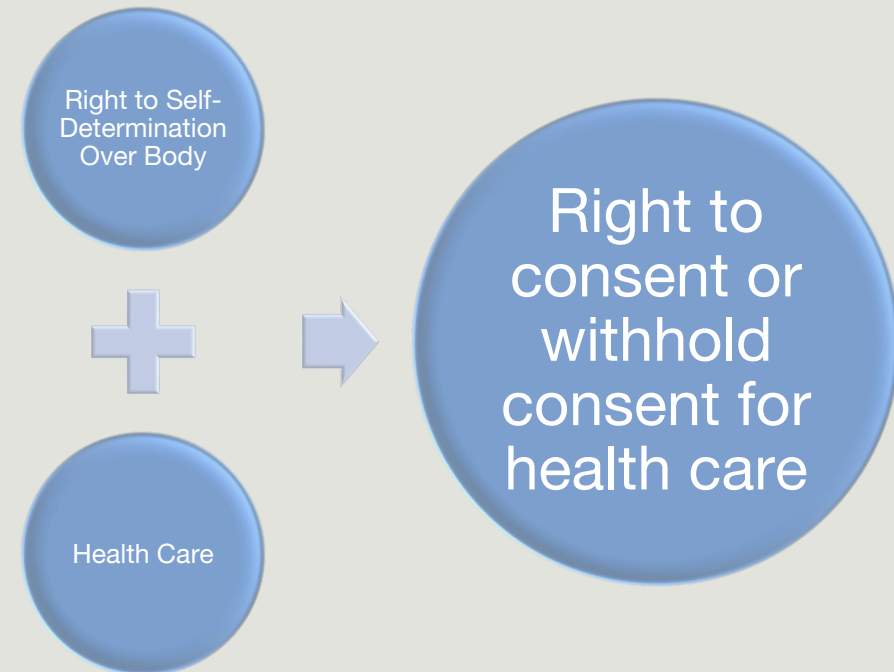 Right to Self-
Determination
Over Body
Health Care
Right to
consent or
withhold
consent for
health care